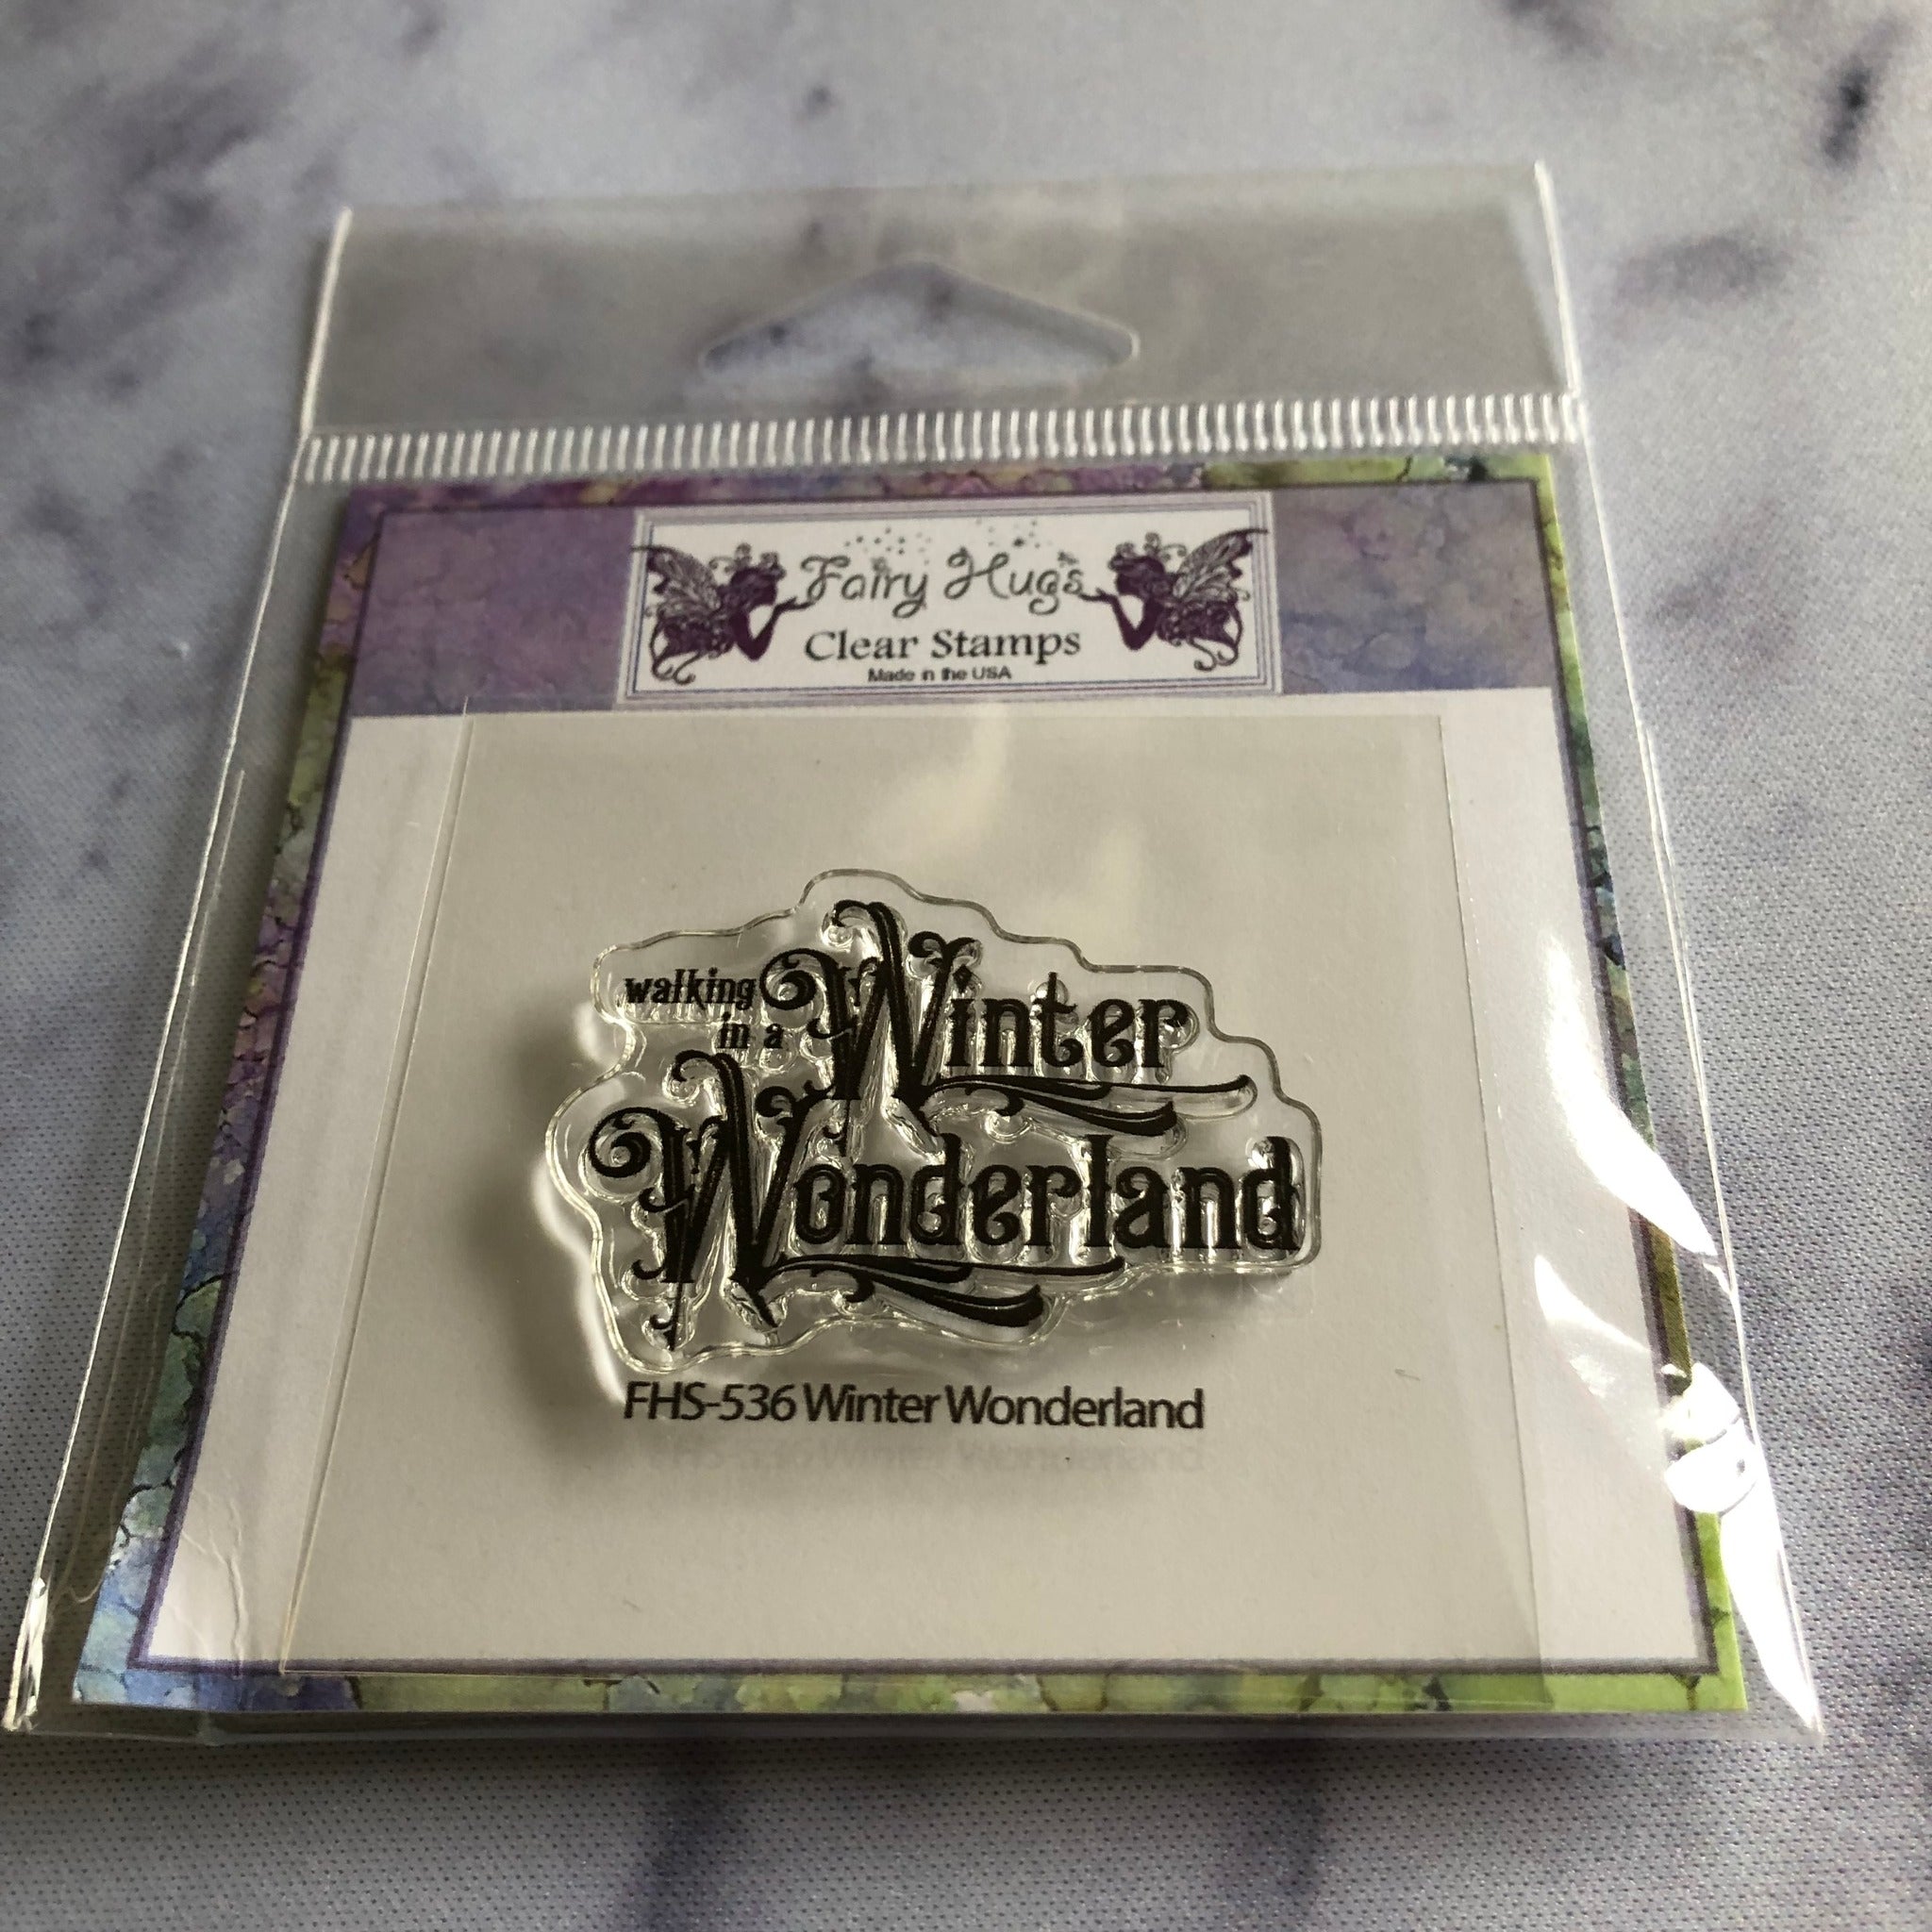 Fairy Hugs
Clear Stamps
Made in the USA
walking
in a
Winter
Wonderland
FHS-536 Winter Wonderland